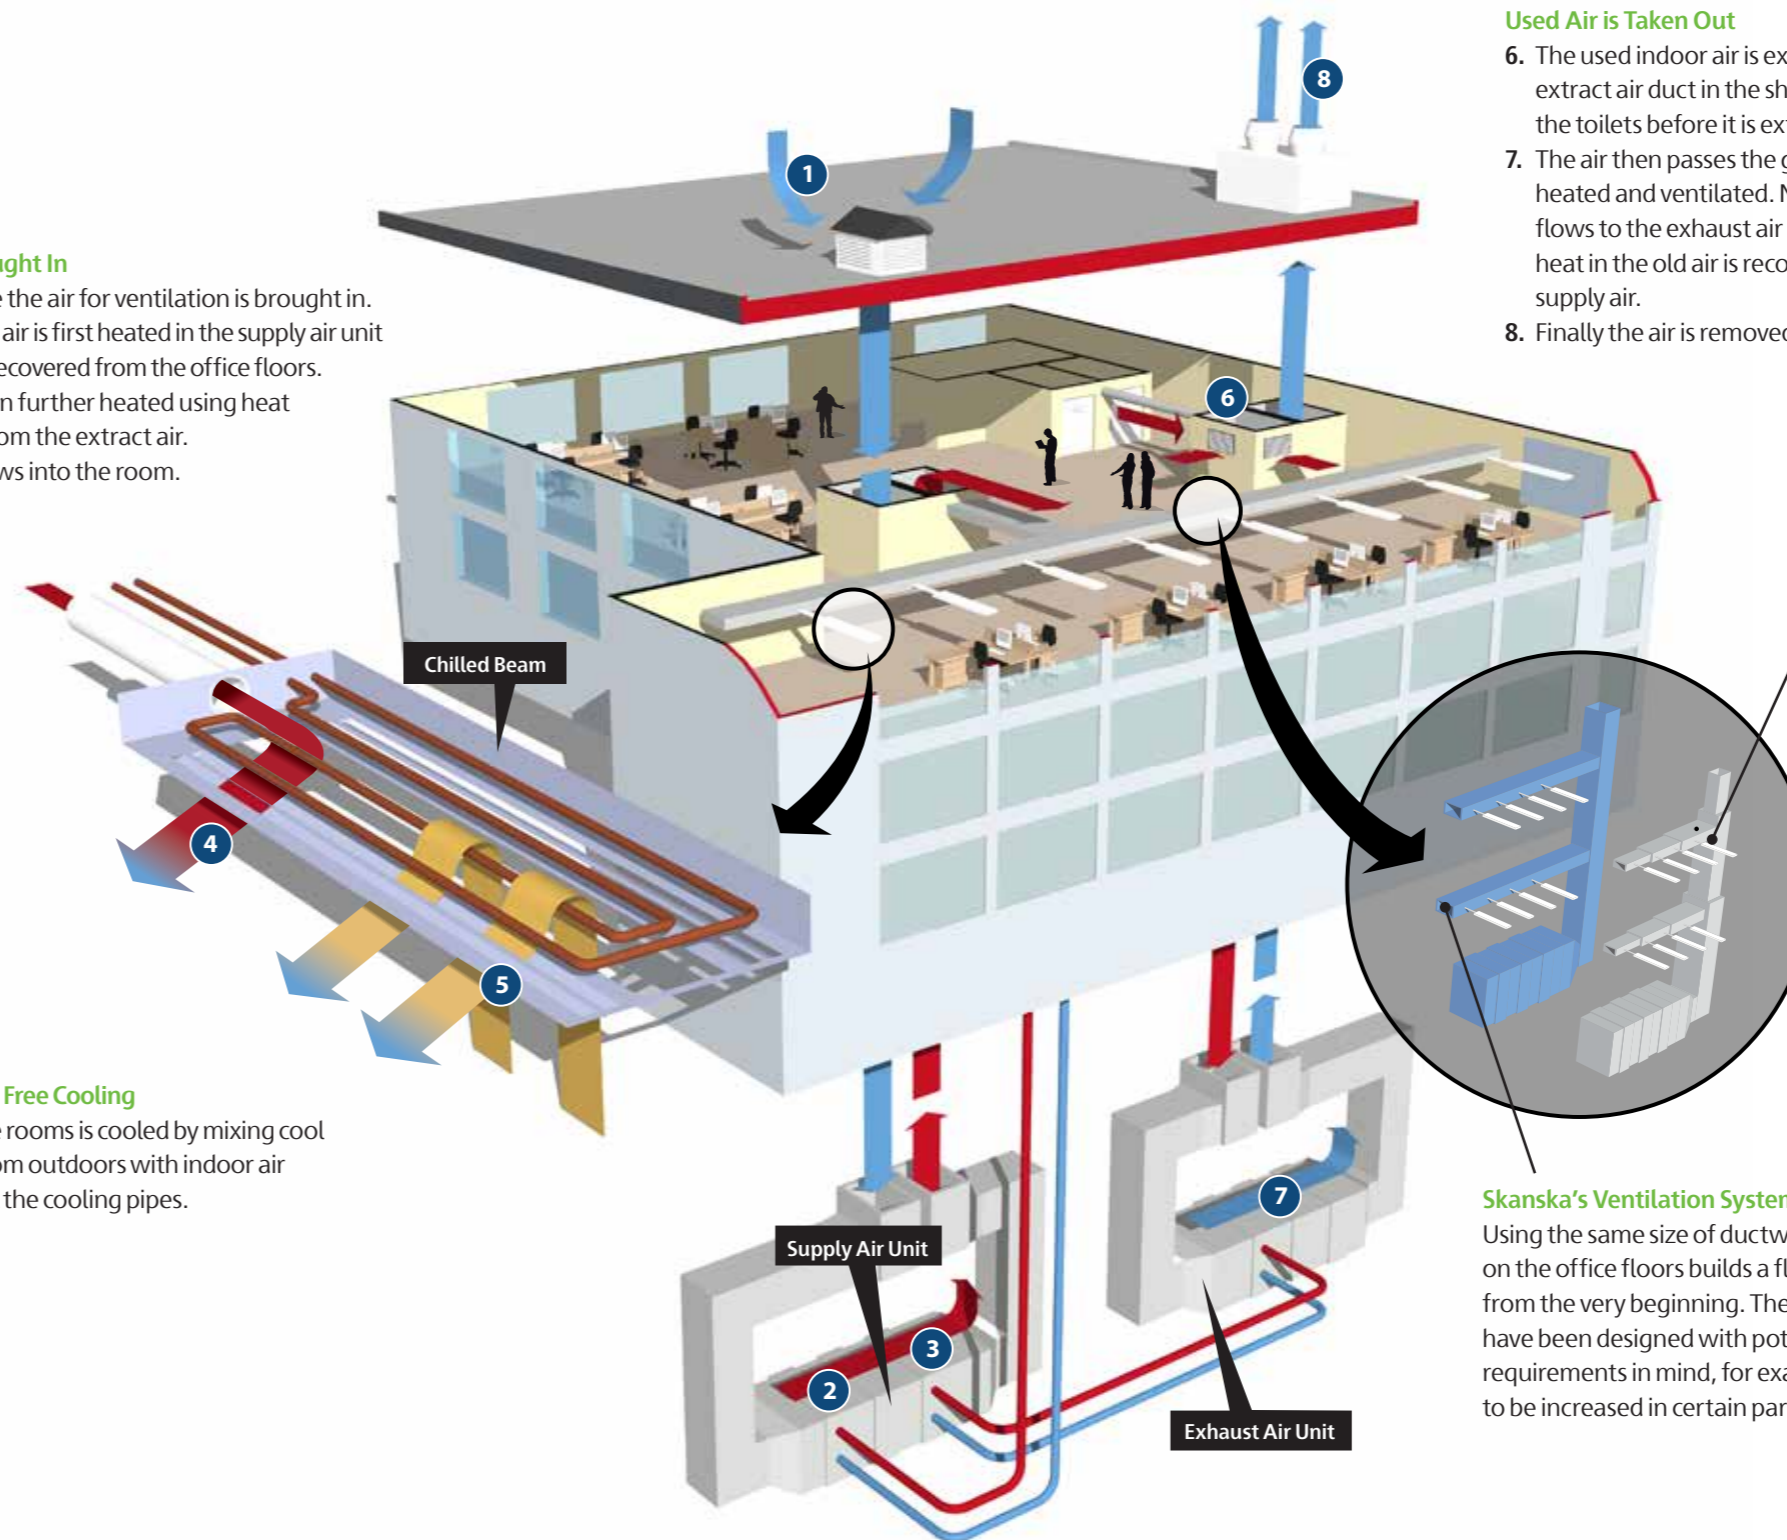 ught In
e the air for ventilation is brought in.
air is first heated in the supply air unit
ecovered from the office floors.
n further heated using heat
om the extract air.
ws into the room.
Used Air is Taken Out
6. The used indoor air is ex
extract air duct in the sh
the toilets before it is ext
7. The air then passes the g
heated and ventilated. N
flows to the exhaust air
heat in the old air is reco
supply air.
8. Finally the air is removed
8
1
6
Chilled Beam
4
5
Free Cooling
e rooms is cooled by mixing cool
om outdoors with indoor air
the cooling pipes.
7
Supply Air Unit
3
2
Exhaust Air Unit
Skanska's Ventilation System
Using the same size of ductw
on the office floors builds a fl
from the very beginning. The
have been designed with pot
requirements in mind, for exa
to be increased in certain par